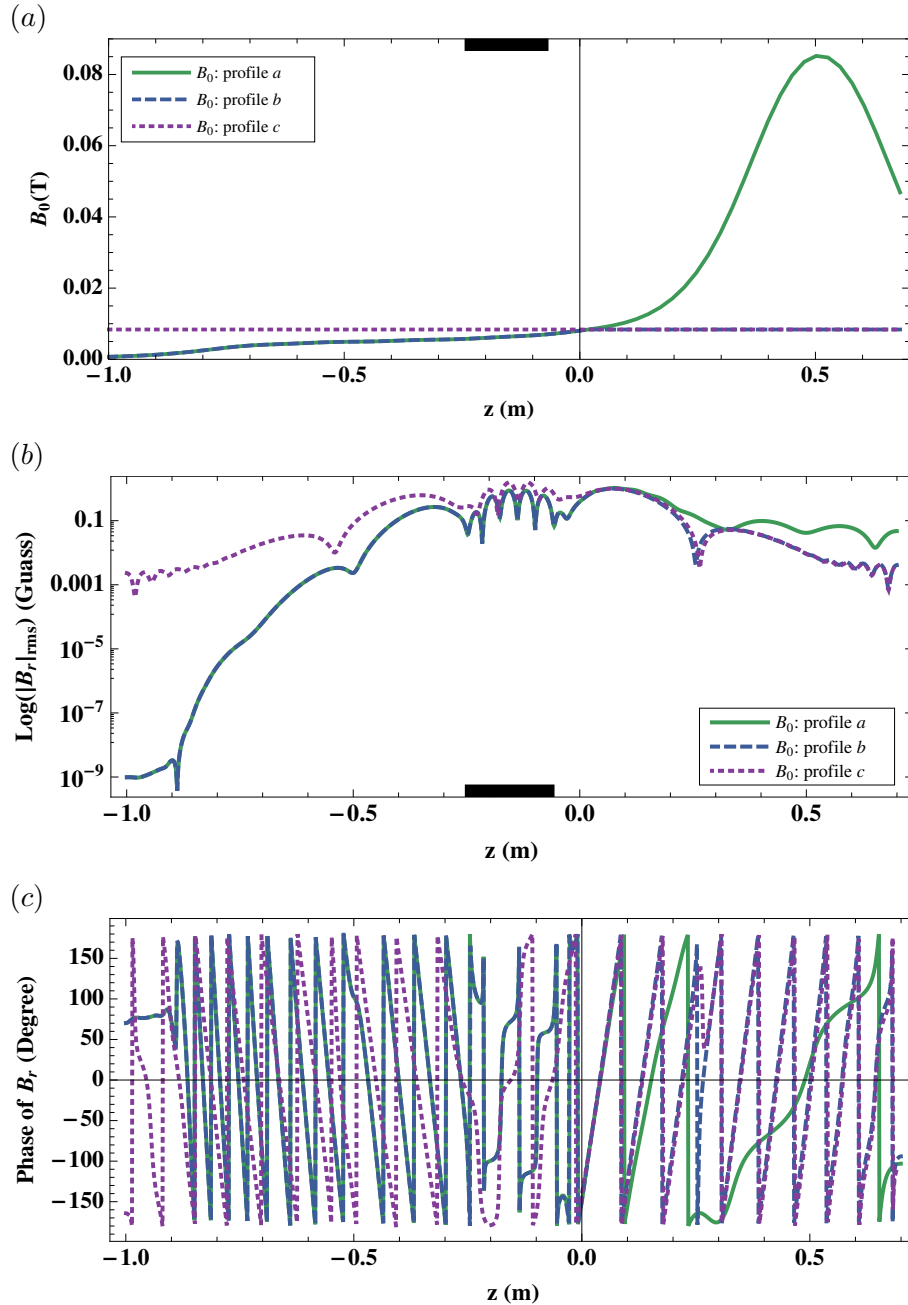 (a)
0.08
0.06
0.04
0.02
0.00
B₀(T)
B₀: profile a
B₀: profile b
B₀: profile c
−1.0 −0.5 0.0 0.5
z (m)
(b)
0.1
0.001
10⁻⁵
10⁻⁷
10⁻⁹
Log(|Bᵣ|rms) (Guass)
B₀: profile a
B₀: profile b
B₀: profile c
−1.0 −0.5 0.0 0.5
z (m)
(c)
150
100
50
0
−50
−100
−150
Phase of Bᵣ (Degree)
−1.0 −0.5 0.0 0.5
z (m)